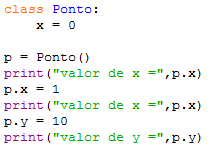 class Ponto:
    x = 0

p = Ponto()
print("valor de x =",p.x)
p.x = 1
print("valor de x =",p.x)
p.y = 10
print("valor de y =",p.y)